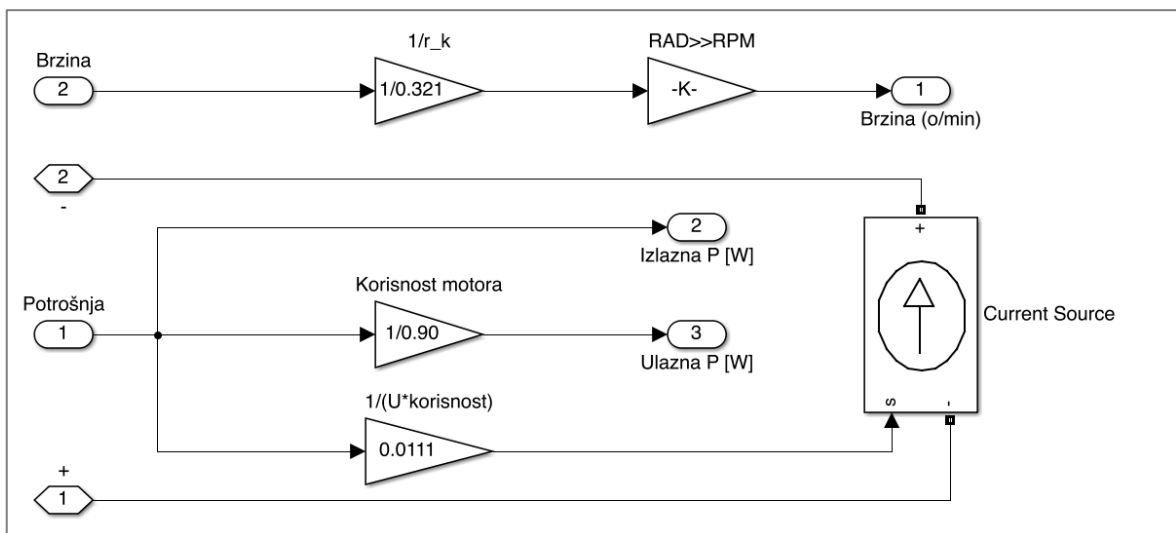 1/r_k
RAD>>RPM
Brzina
2
1/0.321
-K-
1
Brzina (o/min)
2
-
+
2
Izlazna P [W]
Korisnost motora
Potrošnja
1
1/0.90
3
Ulazna P [W]
Current Source
1/(U*korisnost)
s
-
0.0111
+
1